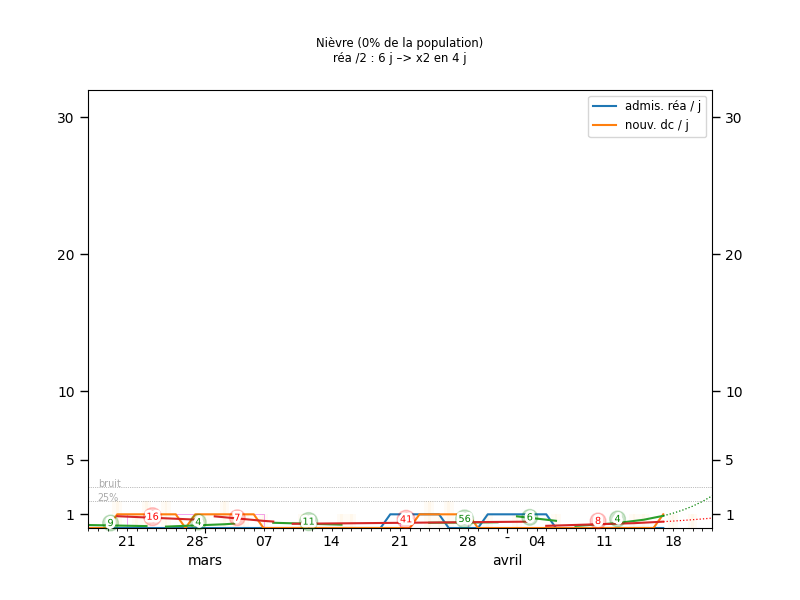 Nièvre (0% de la population)
réa /2 : 6 j –> x2 en 4 j
admis. réa / j
nouv. dc / j
30 30
20 20
10 10
5 5
bruit
25%
1 1
9 16 4 7 11 41 56 6 8 4
21 28 07 14 21 28 - 04 11 18
mars avril